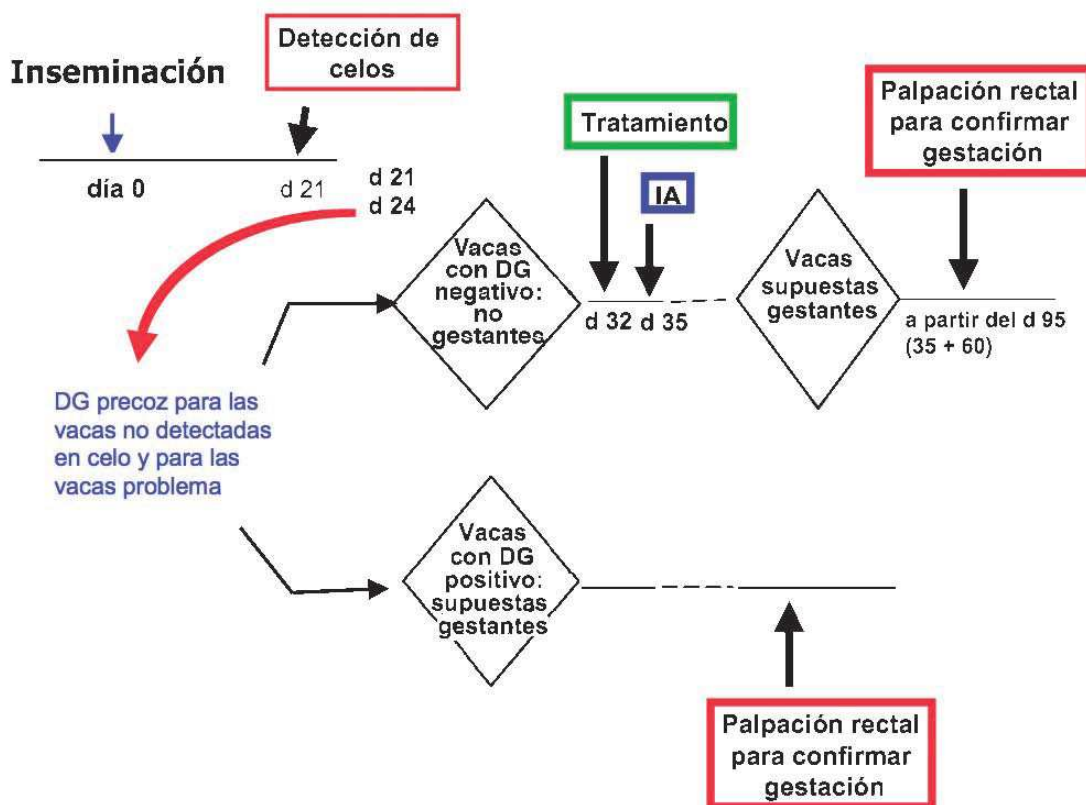 Inseminación
Detección de
celos
día 0
d 21
d 21
d 24
Tratamiento
IA
Palpación rectal
para confirmar
gestación
Vacas
con DG
negativo:
no
gestantes
d 32
d 35
Vacas
supuestas
gestantes
a partir del d 95
(35 + 60)
DG precoz para las
vacas no detectadas
en celo y para las
vacas problema
Vacas
con DG
positivo:
supuestas
gestantes
Palpación rectal
para confirmar
gestación